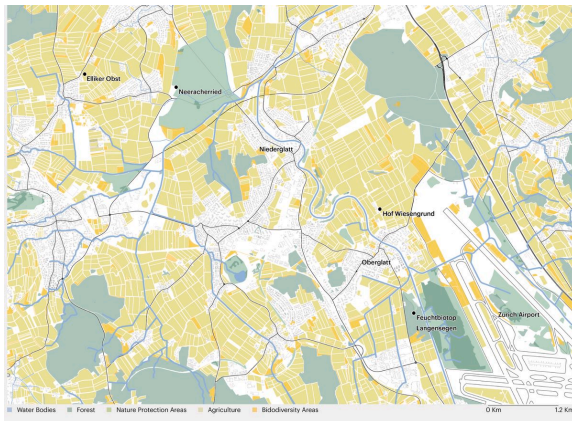 Elliker Obst
Neeracherried
Niederglatt
Hof Wiesengrund
Oberglatt
Feuchtbiotop
Langensegen
Zürich Airport
Water Bodies
Forest
Nature Protection Areas
Agriculture
Bidodiversity Areas
0 Km
1.2 Km